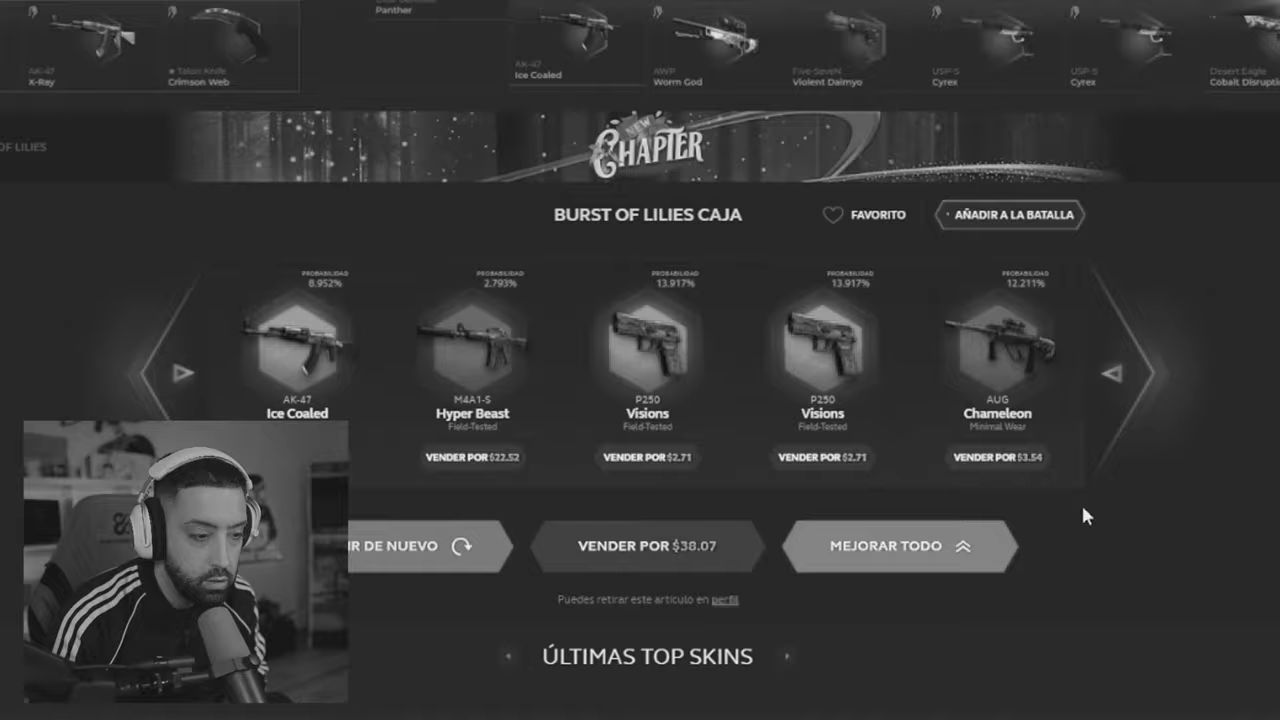 Panther
AK-47
X-Ray
★ Talon Knife
Crimson Web
AK-47
Ice Coaled
AWP
Worm God
Five-SeveN
Violent Daimyo
USP-S
Cyrex
USP-S
Cyrex
Desert Eagle
Cobalt Disrupti
OF LILIES
NEW
CHAPTER
BURST OF LILIES CAJA
FAVORITO
AÑADIR A LA BATALLA
PROBABILIDAD
8.952%
PROBABILIDAD
2.793%
PROBABILIDAD
13.917%
PROBABILIDAD
13.917%
PROBABILIDAD
12.211%
AK-47
Ice Coaled
M4A1-S
Hyper Beast
Field-Tested
P250
Visions
Field-Tested
P250
Visions
Field-Tested
AUG
Chameleon
Minimal Wear
VENDER POR $22.52
VENDER POR $2.71
VENDER POR $2.71
VENDER POR $3.54
IR DE NUEVO
VENDER POR $38.07
MEJORAR TODO
Puedes retirar este artículo en perfil
ÚLTIMAS TOP SKINS